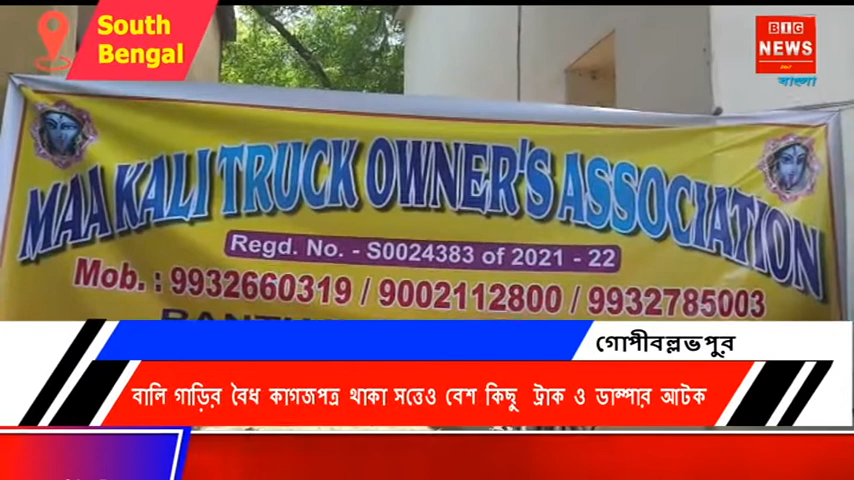 South
Bengal
BIG
NEWS
বাংলা
MAA KALI TRUCK OWNER'S ASSOCIATION
Regd. No. - S0024383 of 2021 - 22
Mob. : 9932660319 / 9002112800 / 9932785003
গোপীবল্লভপুর
বালি গাড়ির বৈধ কাগজপত্র থাকা সত্তেও বেশ কিছু ট্রাক ও ডাম্পার আটক